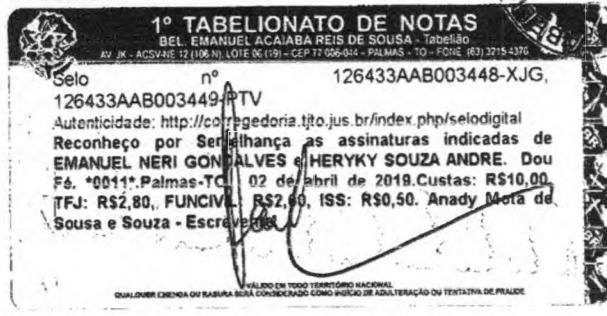 1º TABELIONATO DE NOTAS
BEL. EMANUEL ACAIABA REIS DE SOUSA - Tabelião
AV. JK - ACSV-NE 12 (106 N), LOTE 06 (19) - CEP 77.006-044 - PALMAS - TO - FONE (63) 3215-4376
Selo nº 126433AAB003448-XJG,
126433AAB003449-RTV
Autenticidade: http://corregedoria.tjto.jus.br/index.php/selodigital
Reconheço por Semelhança as assinaturas indicadas de
EMANUEL NERI GONÇALVES e HERYKY SOUZA ANDRE. Dou
Fé. *0011*.Palmas-TO, 02 de abril de 2019.Custas: R$10,00,
TFJ: R$2,80, FUNCIVIL: R$2,60, ISS: R$0,50. Anady Mota de
Sousa e Souza - Escrevente
VÁLIDO EM TODO TERRITÓRIO NACIONAL
QUALQUER EMENDA OU RASURA SERÁ CONSIDERADO COMO INDÍCIO DE ADULTERAÇÃO OU TENTATIVA DE FRAUDE